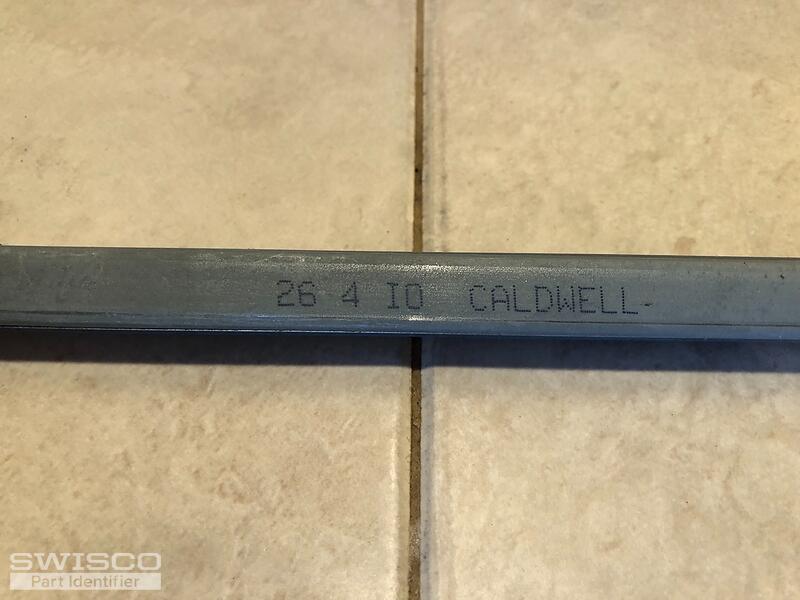 26 4 IO CALDWELL-
SWISCO
Part Identifier